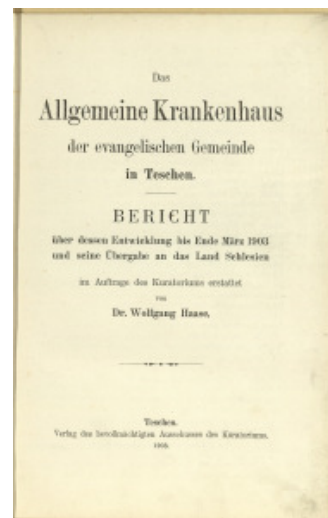 Das
Allgemeine Krankenhaus
der evangelischen Gemeinde
in Teschen.
BERICHT
über dessen Entwicklung bis Ende März 1903
und seine Übergabe an das Land Schlesien
im Auftrage des Kuratoriums erstattet
von
Dr. Wolfgang Haase.
Teschen.
Verlag des bevollmächtigten Ausschusses des Kuratoriums.